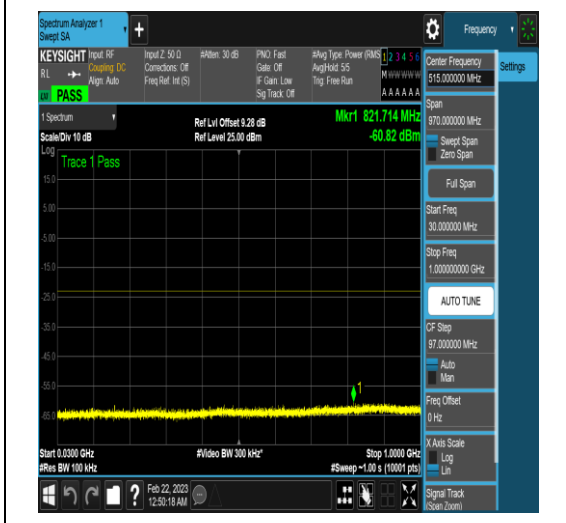 Spectrum Analyzer 1
Swept SA
+
Frequency
KEYSIGHT
RL
PASS
Input: RF
Coupling: DC
Align: Auto
Input Z: 50 Ω
Corrections: Off
Freq Ref: Int (S)
#Atten: 30 dB
PNO: Fast
Gate: Off
IF Gain: Low
Sig Track: Off
#Avg Type: Power (RMS
Avg|Hold: 5/5
Trig: Free Run
1 2 3 4 5 6
M W W W W W
A A A A A A
1 Spectrum
Scale/Div 10 dB
Ref Lvl Offset 9.28 dB
Ref Level 25.00 dBm
Mkr1 821.714 MHz
-60.82 dBm
Log
Trace 1 Pass
15.0
5.00
-5.00
-15.0
-25.0
-35.0
-45.0
-55.0
-65.0
1
Start 0.0300 GHz
#Res BW 100 kHz
#Video BW 300 kHz*
Stop 1.0000 GHz
#Sweep ~1.00 s (10001 pts)
?
Feb 22, 2023
12:50:18 AM
Center Frequency
515.000000 MHz
Settings
Span
970.000000 MHz
Swept Span
Zero Span
Full Span
Start Freq
30.000000 MHz
Stop Freq
1.000000000 GHz
AUTO TUNE
CF Step
97.000000 MHz
Auto
Man
Freq Offset
0 Hz
X Axis Scale
Log
Lin
Signal Track
(Span Zoom)